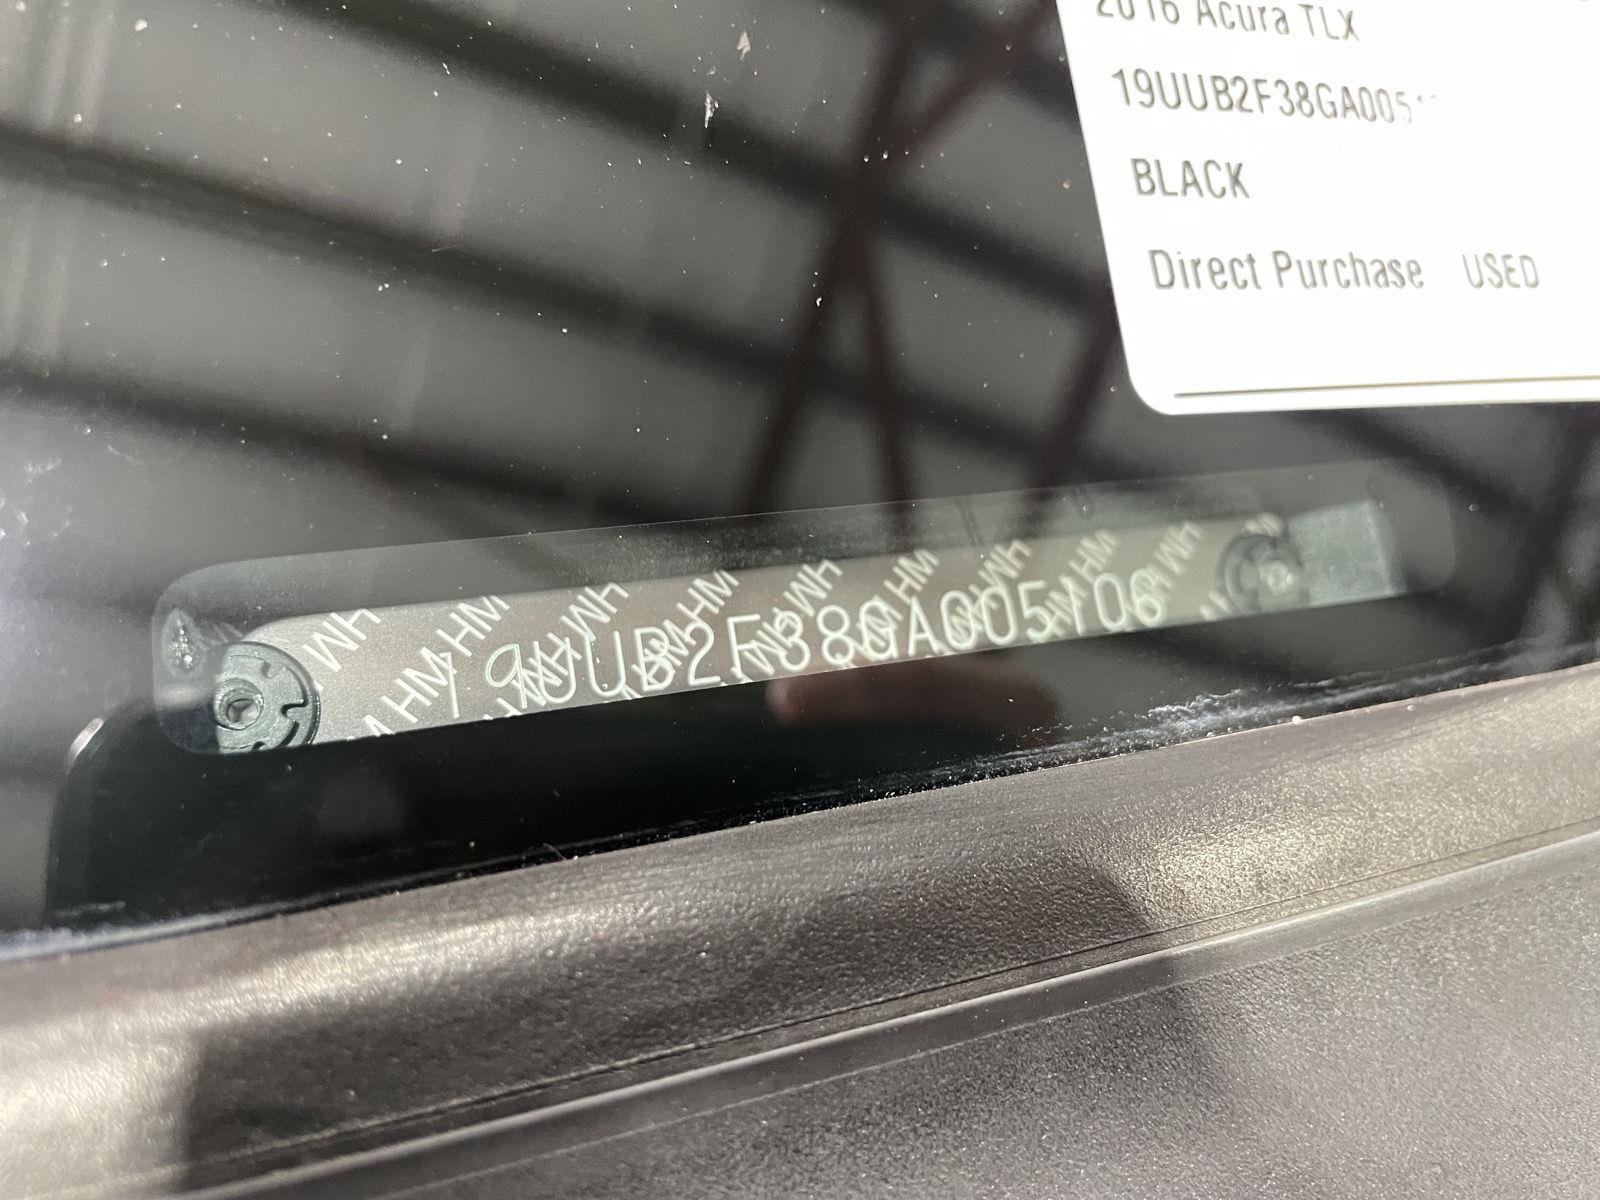 2016 Acura TLX
19UUB2F38GA005
BLACK
Direct Purchase USED
19UUB2F38GA005106